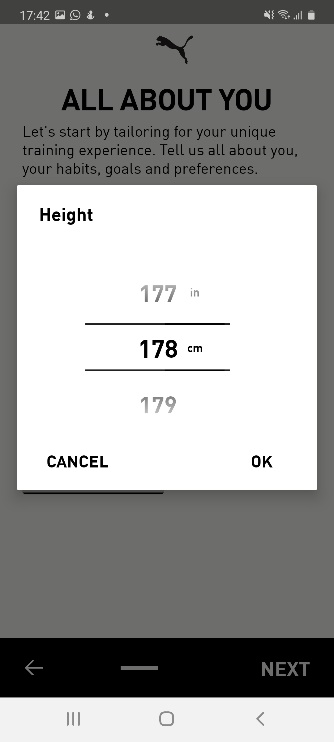 17:42
ALL ABOUT YOU
Let's start by tailoring for your unique
training experience. Tell us all about you,
your habits, goals and preferences.
Height
177 in
178 cm
179
CANCEL
OK
NEXT